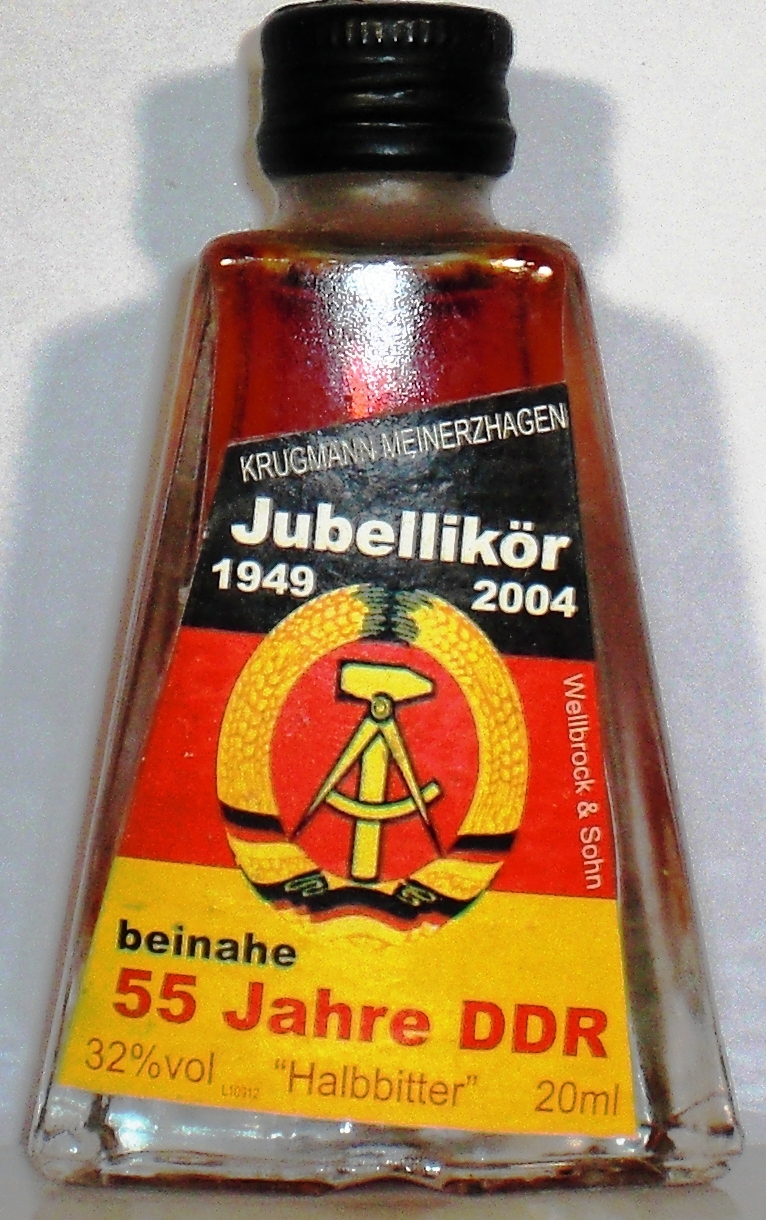 KRUGMANN MEINERZHAGEN
Jubellikör
1949 2004
Wellbrock & Sohn
beinahe
55 Jahre DDR
32%vol L10912 "Halbbitter" 20ml